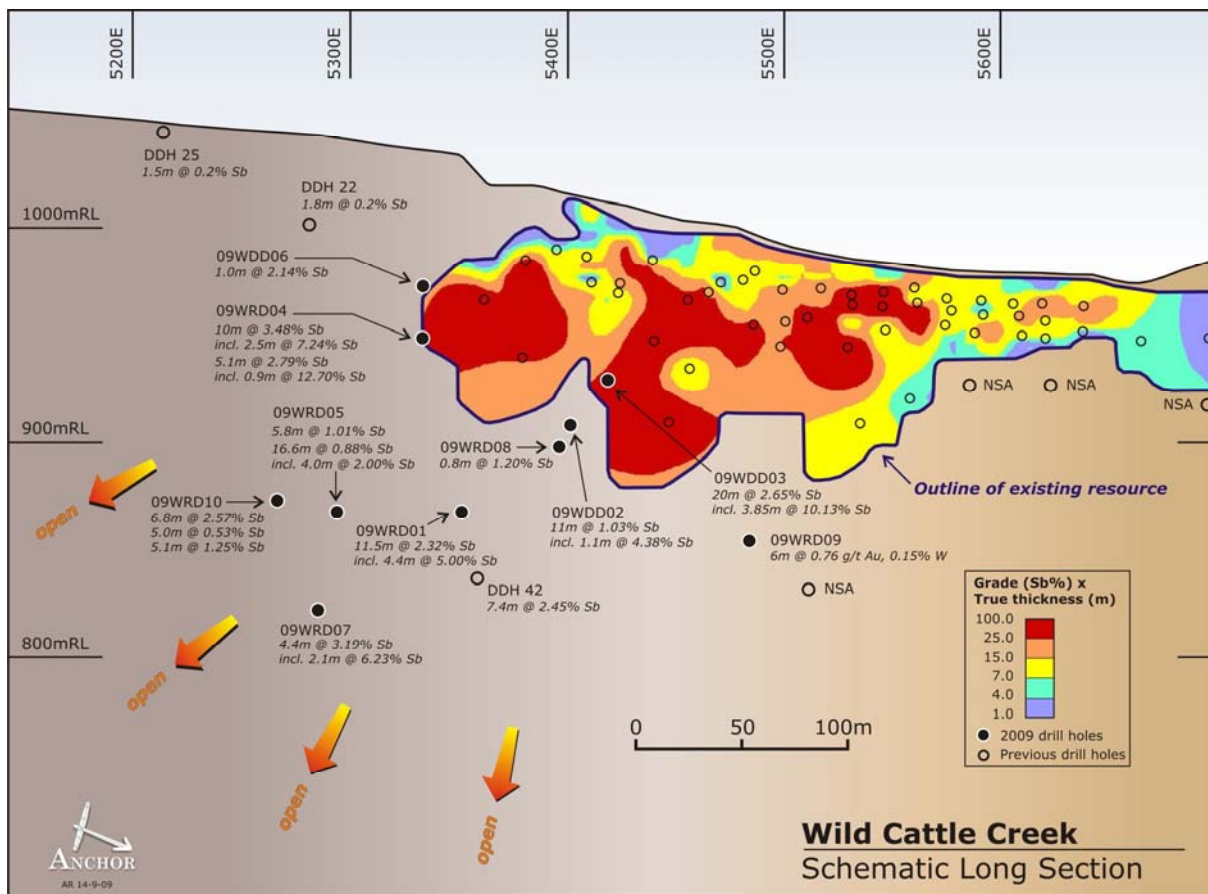 5200E
5300E
5400E
5500E
5600E
DDH 25
1.5m @ 0.2% Sb
DDH 22
1.8m @ 0.2% Sb
1000mRL
09WDD06
1.0m @ 2.14% Sb
09WRD04
10m @ 3.48% Sb
incl. 2.5m @ 7.24% Sb
5.1m @ 2.79% Sb
incl. 0.9m @ 12.70% Sb
NSA
NSA
NSA
09WRD05
5.8m @ 1.01% Sb
16.6m @ 0.88% Sb
incl. 4.0m @ 2.00% Sb
900mRL
09WRD08
0.8m @ 1.20% Sb
09WDD03
20m @ 2.65% Sb
incl. 3.85m @ 10.13% Sb
Outline of existing resource
open
09WRD10
6.8m @ 2.57% Sb
5.0m @ 0.53% Sb
5.1m @ 1.25% Sb
09WRD01
11.5m @ 2.32% Sb
incl. 4.4m @ 5.00% Sb
09WDD02
11m @ 1.03% Sb
incl. 1.1m @ 4.38% Sb
09WRD09
6m @ 0.76 g/t Au, 0.15% W
DDH 42
7.4m @ 2.45% Sb
NSA
09WRD07
4.4m @ 3.19% Sb
incl. 2.1m @ 6.23% Sb
800mRL
open
open
open
Grade (Sb%) x
True thickness (m)
100.0
25.0
15.0
7.0
4.0
1.0
2009 drill holes
Previous drill holes
0 50 100m
Wild Cattle Creek
Schematic Long Section
ANCHOR
AR 14-9-09